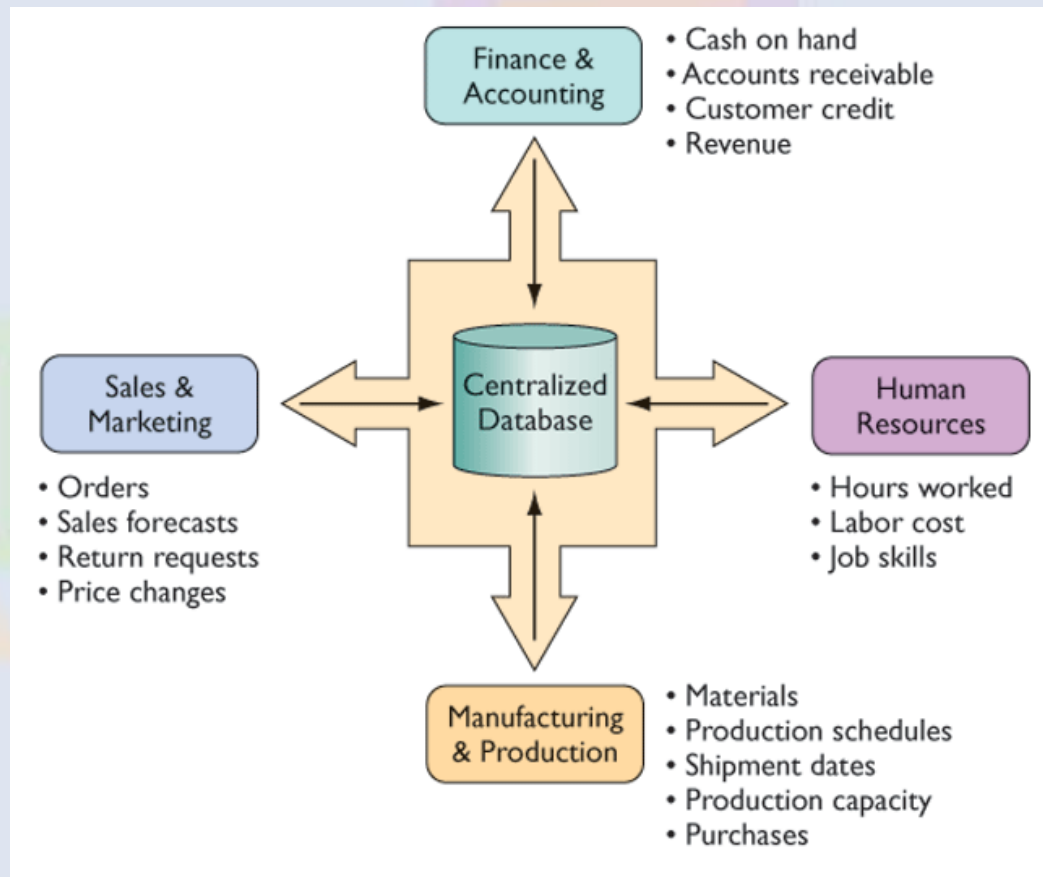 Finance &
Accounting
• Cash on hand
• Accounts receivable
• Customer credit
• Revenue
Sales &
Marketing
• Orders
• Sales forecasts
• Return requests
• Price changes
Centralized
Database
Human
Resources
• Hours worked
• Labor cost
• Job skills
Manufacturing
& Production
• Materials
• Production schedules
• Shipment dates
• Production capacity
• Purchases